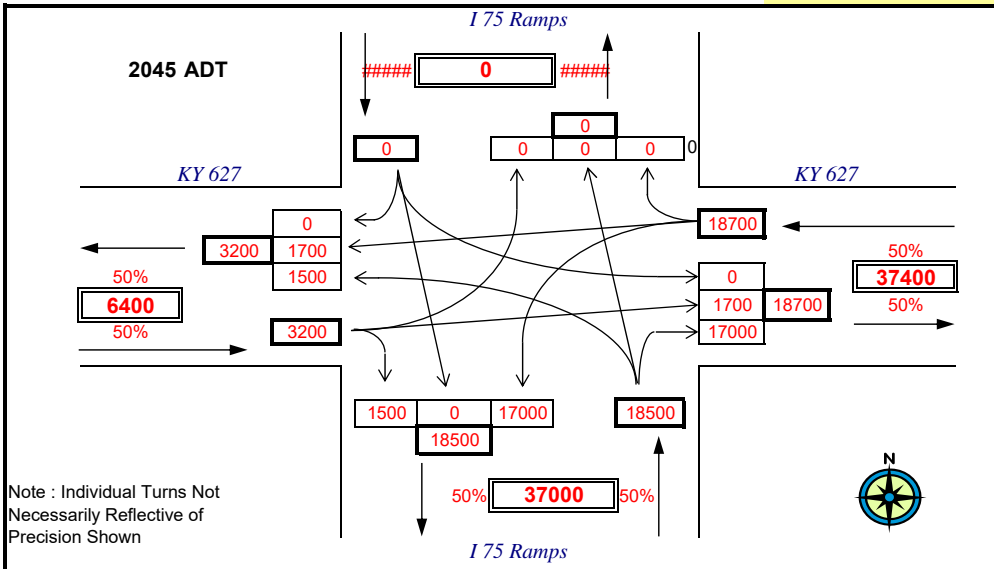 I 75 Ramps
2045 ADT
##### 0 #####
0
0
0 0 0 0
KY 627
KY 627
0
3200 1700
1500
18700
50%
6400
50%
50%
37400
50%
0
1700 18700
17000
3200
1500 0 17000
18500
18500
N
Note : Individual Turns Not
Necessarily Reflective of
Precision Shown
50% 37000 50%
I 75 Ramps